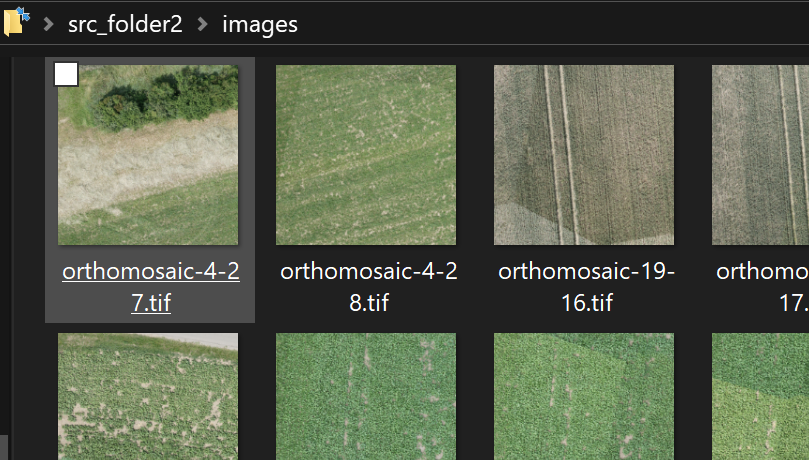 src_folder2 > images
orthomosaic-4-2
7.tif
orthomosaic-4-2
8.tif
orthomosaic-19-
16.tif
orthomo
17.